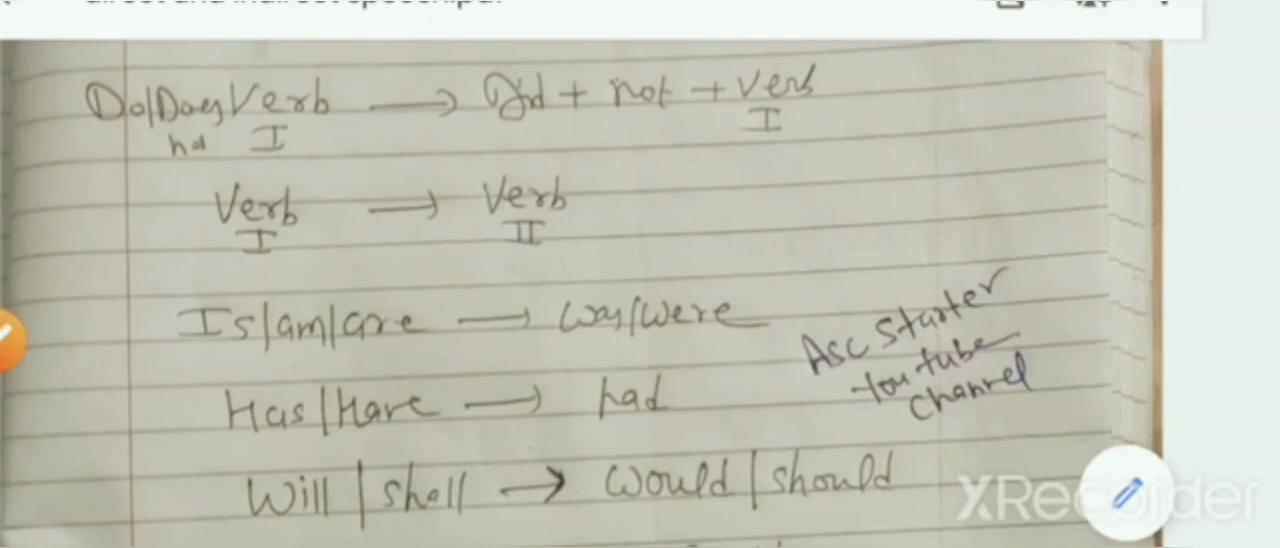 Do/Does Verb → Did + not + Verb
not I I
Verb → Verb
I II
Is/am/are → was/were
Has/Have → had
Will/shall → would/should
Asc Starter
Youtube
Channel
XRecorder